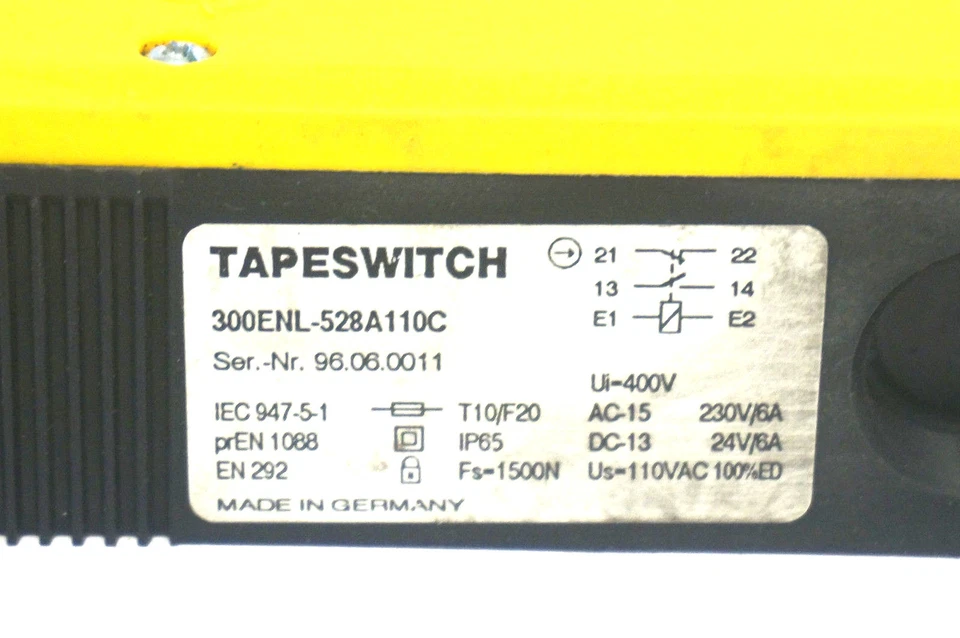 TAPESWITCH
300ENL-528A110C
Ser.-Nr. 96.06.0011
21 22
13 14
E1 E2
Ui=400V
IEC 947-5-1 T10/F20 AC-15 230V/6A
prEN 1088 IP65 DC-13 24V/6A
EN 292 Fs=1500N Us=110VAC 100%ED
MADE IN GERMANY